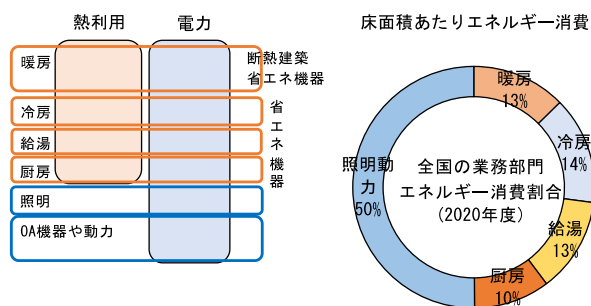 熱利用
電力
暖房
断熱建築
省エネ機器
冷房
給湯
厨房
省エネ機器
照明
OA機器や動力
床面積あたりエネルギー消費
暖房
13%
冷房
14%
給湯
13%
厨房
10%
照明動
力
50%
全国の業務部門
エネルギー消費割合
(2020年度)